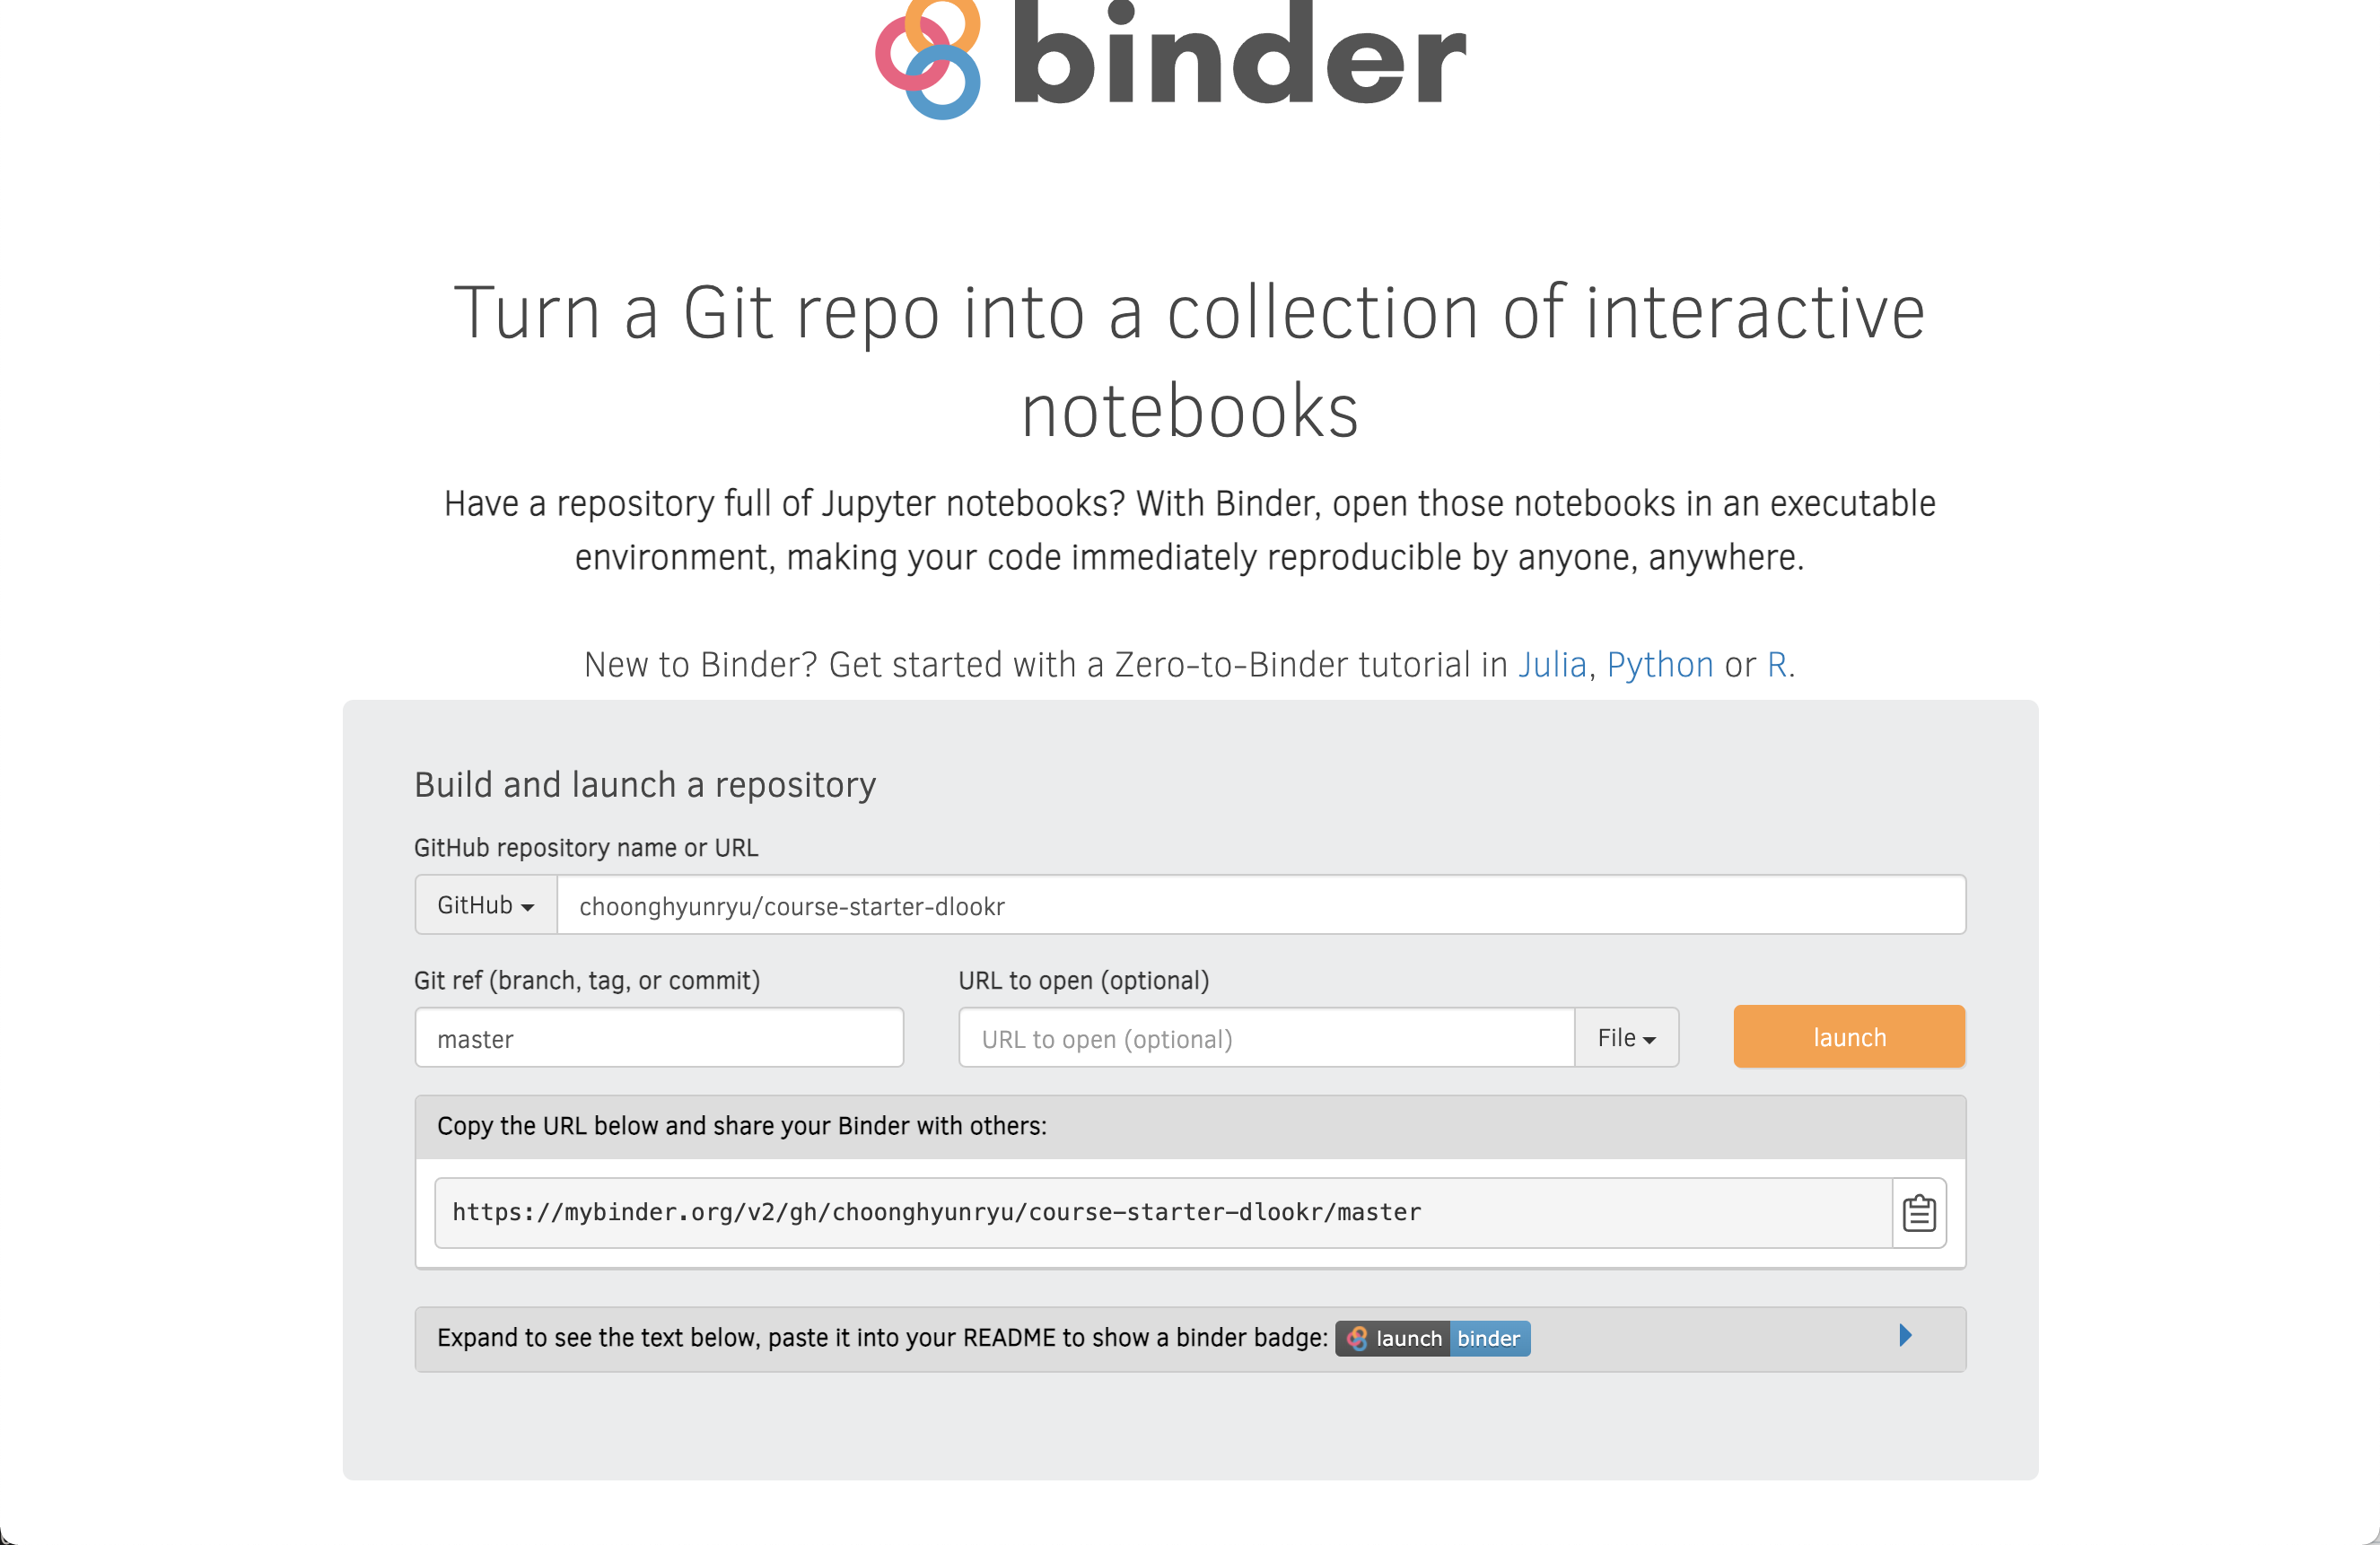 binder
Turn a Git repo into a collection of interactive
notebooks
Have a repository full of Jupyter notebooks? With Binder, open those notebooks in an executable
environment, making your code immediately reproducible by anyone, anywhere.
New to Binder? Get started with a Zero-to-Binder tutorial in Julia, Python or R.
Build and launch a repository
GitHub repository name or URL
GitHub choonghyunryu/course-starter-dlookr
Git ref (branch, tag, or commit) URL to open (optional)
master URL to open (optional) File launch
Copy the URL below and share your Binder with others:
https://mybinder.org/v2/gh/choonghyunryu/course-starter-dlookr/master
Expand to see the text below, paste it into your README to show a binder badge: launch binder